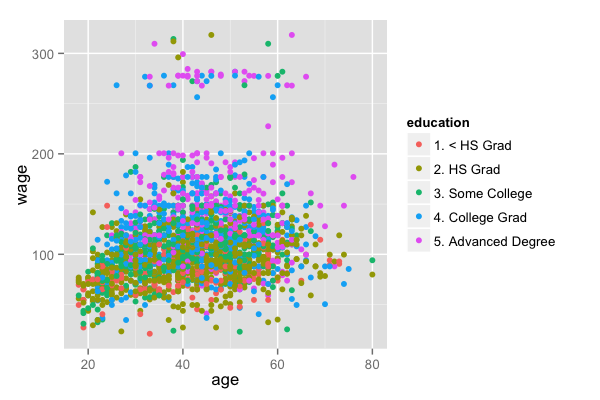 300
200
100
wage
20
40
60
80
age
education
1. < HS Grad
2. HS Grad
3. Some College
4. College Grad
5. Advanced Degree